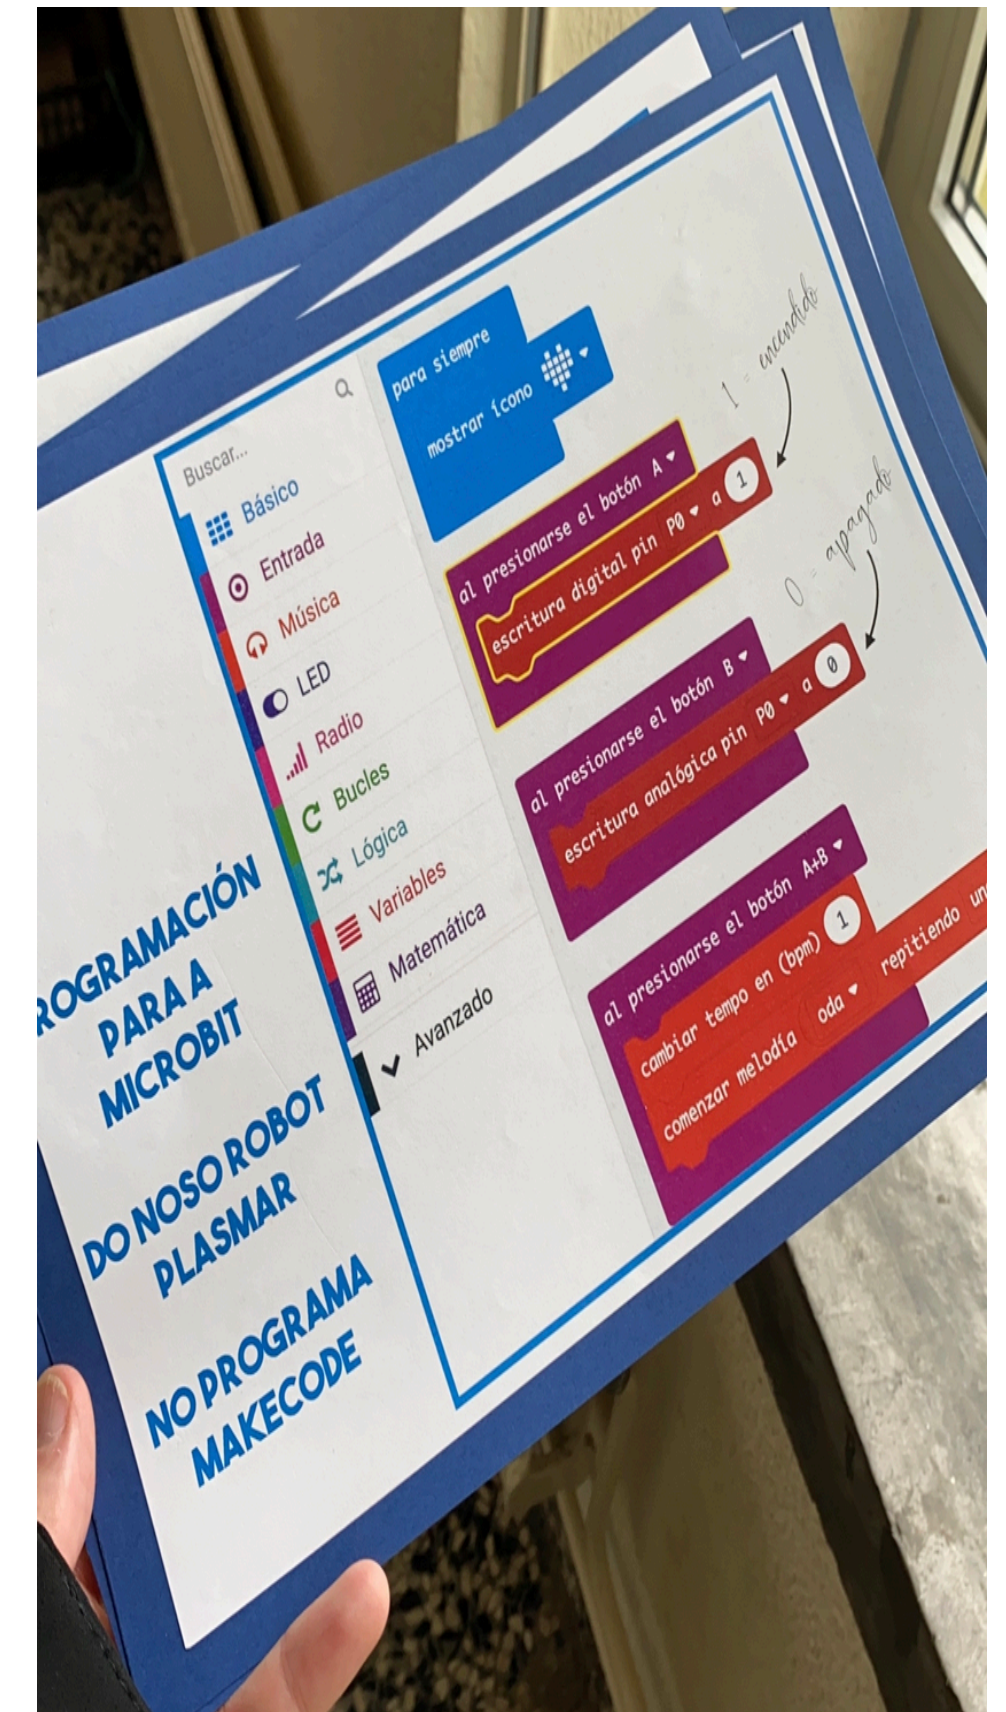 ROGRAMACIÓN
PARA A
MICROBIT
DO NOSO ROBOT
PLASMAR
NO PROGRAMA
MAKECODE
Buscar...
Básico
Entrada
Música
LED
Radio
Bucles
Lógica
Variables
Matemática
Avanzado
para siempre
mostrar ícono
al presionarse el botón A
escritura digital pin P0 a 1
1 = encendido
al presionarse el botón B
escritura analógica pin P0 a 0
0 = apagado
al presionarse el botón A+B
cambiar tempo en (bpm) 1
comenzar melodía oda repitiendo un